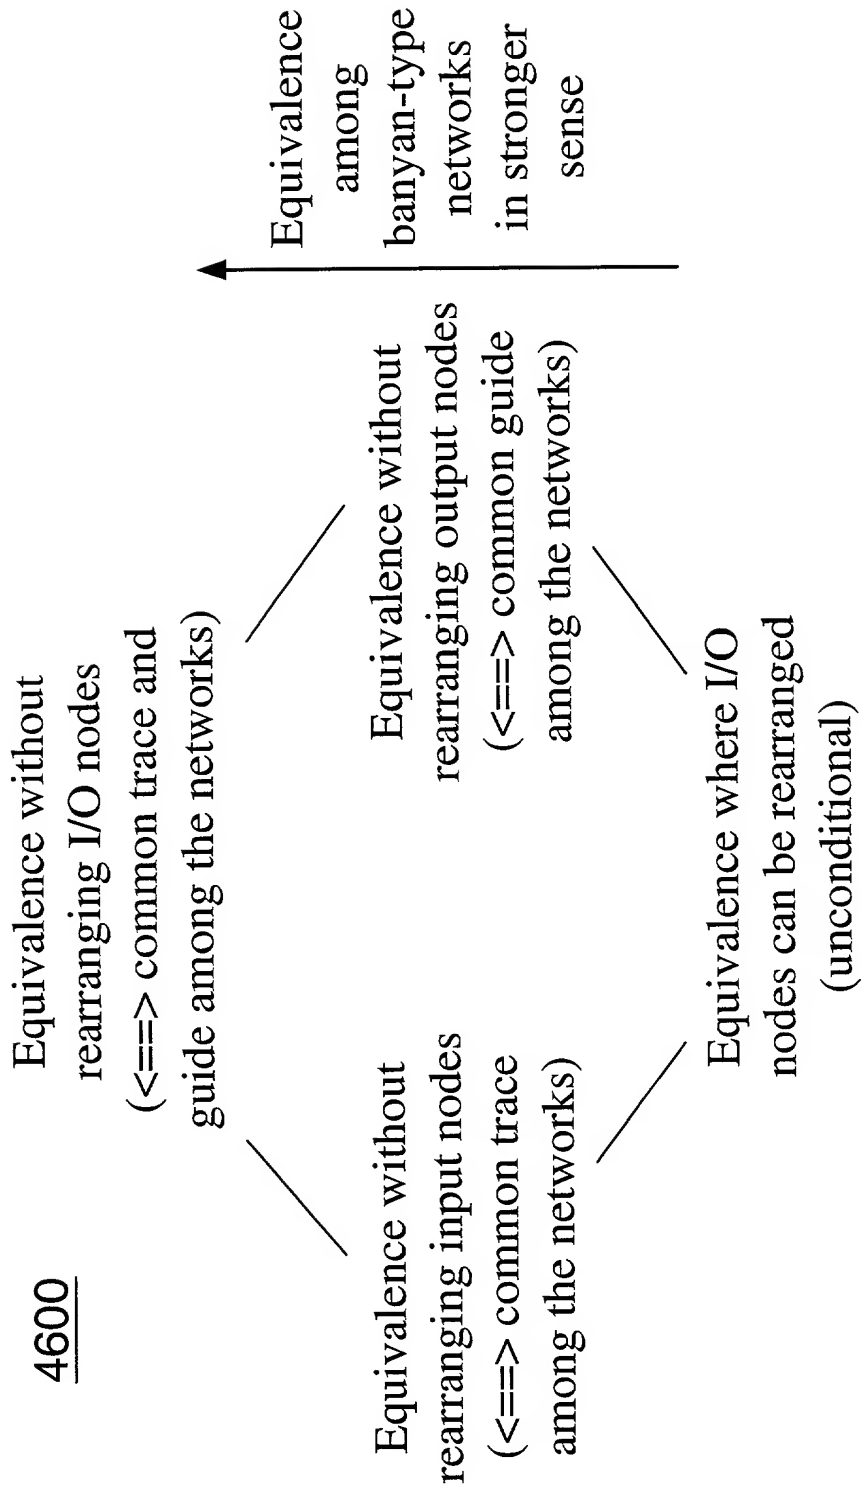 4600
Equivalence without
rearranging I/O nodes
(<==> common trace and
guide among the networks)
Equivalence without
rearranging input nodes
(<==> common trace
among the networks)
Equivalence without
rearranging output nodes
(<==> common guide
among the networks)
Equivalence where I/O
nodes can be rearranged
(unconditional)
Equivalence
among
banyan-type
networks
in stronger
sense